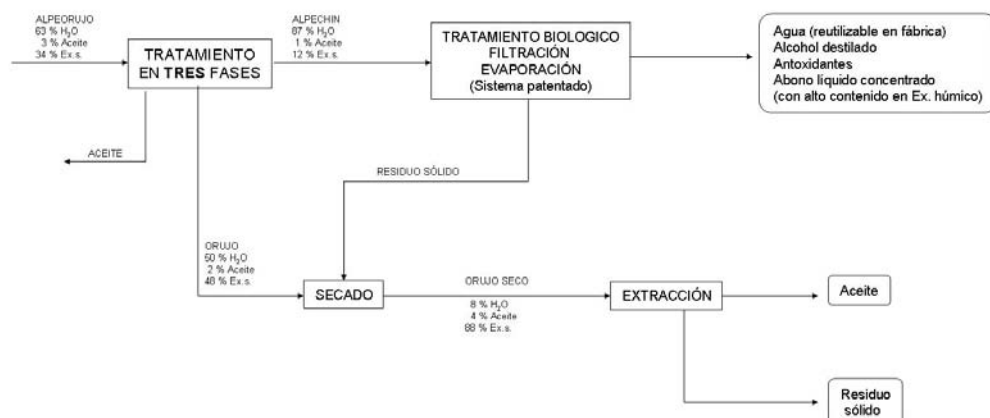 ALPEORUJO
63 % H₂O
3 % Aceite
34 % Ex.s.
TRATAMIENTO
EN TRES FASES
ALPECHIN
87 % H₂O
1 % Aceite
12 % Ex.s.
TRATAMIENTO BIOLOGICO
FILTRACIÓN
EVAPORACIÓN
(Sistema patentado)
Agua (reutilizable en fábrica)
Alcohol destilado
Antoxidantes
Abono líquido concentrado
(con alto contenido en Ex. húmico)
ACEITE
RESIDUO SÓLIDO
ORUJO
50 % H₂O
2 % Aceite
48 % Ex.s.
SECADO
ORUJO SECO
8 % H₂O
4 % Aceite
88 % Ex.s.
EXTRACCIÓN
Aceite
Residuo
sólido